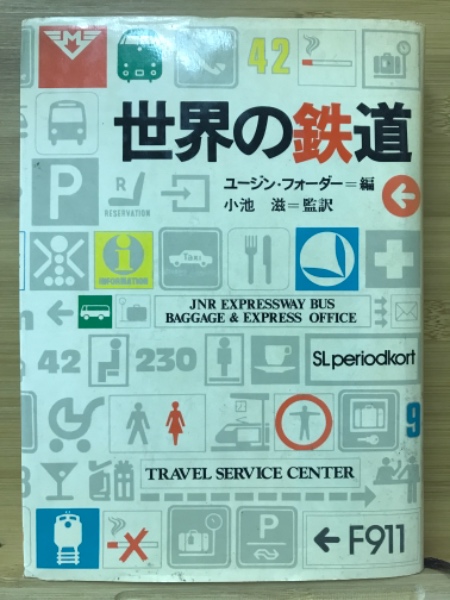 M
42
世界の鉄道
ユージン・フォーダー＝編
小池 滋＝監訳
P
R
RESERVATION
Taxi
i
INFORMATION
JNR EXPRESSWAY BUS
BAGGAGE & EXPRESS OFFICE
42
230
SL periodkort
9
TRAVEL SERVICE CENTER
P
F911